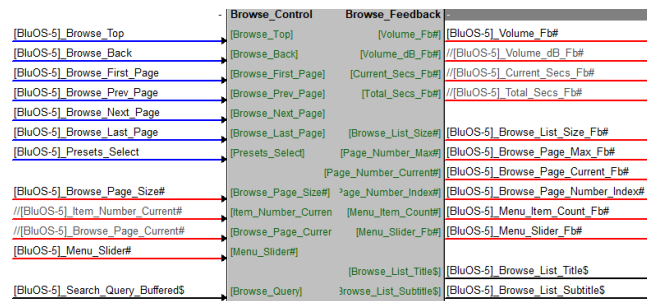 - Browse_Control Browse_Feedback -
[BluOS-5]_Browse_Top [Browse_Top] [Volume_Fb#] [BluOS-5]_Volume_Fb#
[BluOS-5]_Browse_Back [Browse_Back] [Volume_dB_Fb#] //[BluOS-5]_Volume_dB_Fb#
[BluOS-5]_Browse_First_Page [Browse_First_Page] [Current_Secs_Fb#] //[BluOS-5]_Current_Secs_Fb#
[BluOS-5]_Browse_Prev_Page [Browse_Prev_Page] [Total_Secs_Fb#] //[BluOS-5]_Total_Secs_Fb#
[BluOS-5]_Browse_Next_Page [Browse_Next_Page]
[BluOS-5]_Browse_Last_Page [Browse_Last_Page] [Browse_List_Size#] [BluOS-5]_Browse_List_Size_Fb#
[BluOS-5]_Presets_Select [Presets_Select] [Page_Number_Max#] [BluOS-5]_Browse_Page_Max_Fb#
[Page_Number_Current#] [BluOS-5]_Browse_Page_Current_Fb#
[BluOS-5]_Browse_Page_Size# [Browse_Page_Size#] Page_Number_Index#] [BluOS-5]_Browse_Page_Number_Index#
//[BluOS-5]_Item_Number_Current# [Item_Number_Curren [Menu_Item_Count#] [BluOS-5]_Menu_Item_Count_Fb#
//[BluOS-5]_Browse_Page_Current# [Browse_Page_Currer [Menu_Slider_Fb#] [BluOS-5]_Menu_Slider_Fb#
[BluOS-5]_Menu_Slider# [Menu_Slider#]
[Browse_List_Title$] [BluOS-5]_Browse_List_Title$
[BluOS-5]_Search_Query_Buffered$ [Browse_Query] Browse_List_Subtitle$] [BluOS-5]_Browse_List_Subtitle$